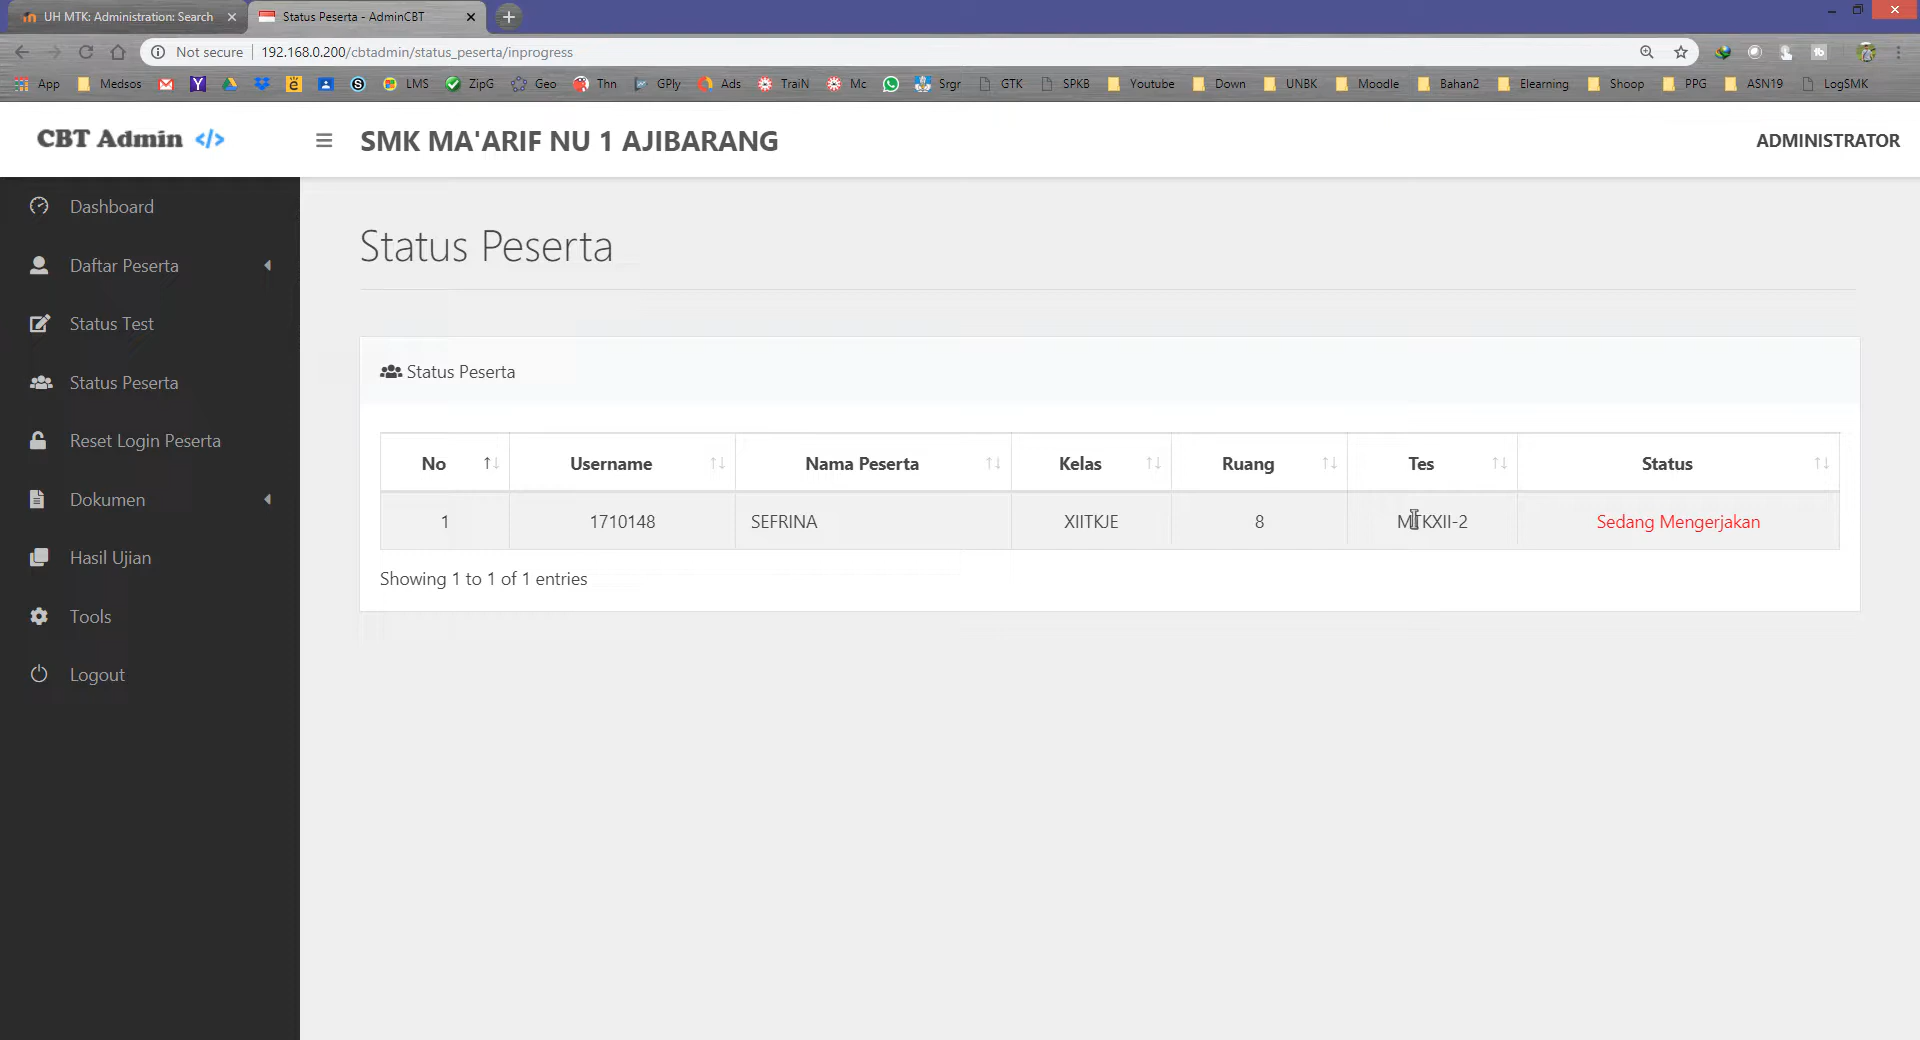 UH MTK: Administration: Search
Status Peserta - AdminCBT
Not secure
192.168.0.200/cbtadmin/status_peserta/inprogress
App Medsos LMS ZipG Geo Thn GPly Ads TraiN Mc Srgr GTK SPKB Youtube Down UNBK Moodle Bahan2 Elearning Shoop PPG ASN19 LogSMK
CBT Admin </>
SMK MA'ARIF NU 1 AJIBARANG
ADMINISTRATOR
Dashboard
Daftar Peserta
Status Test
Status Peserta
Reset Login Peserta
Dokumen
Hasil Ujian
Tools
Logout
Status Peserta
Status Peserta
No Username Nama Peserta Kelas Ruang Tes Status
1 1710148 SEFRINA XIITKJE 8 MTKXII-2 Sedang Mengerjakan
Showing 1 to 1 of 1 entries